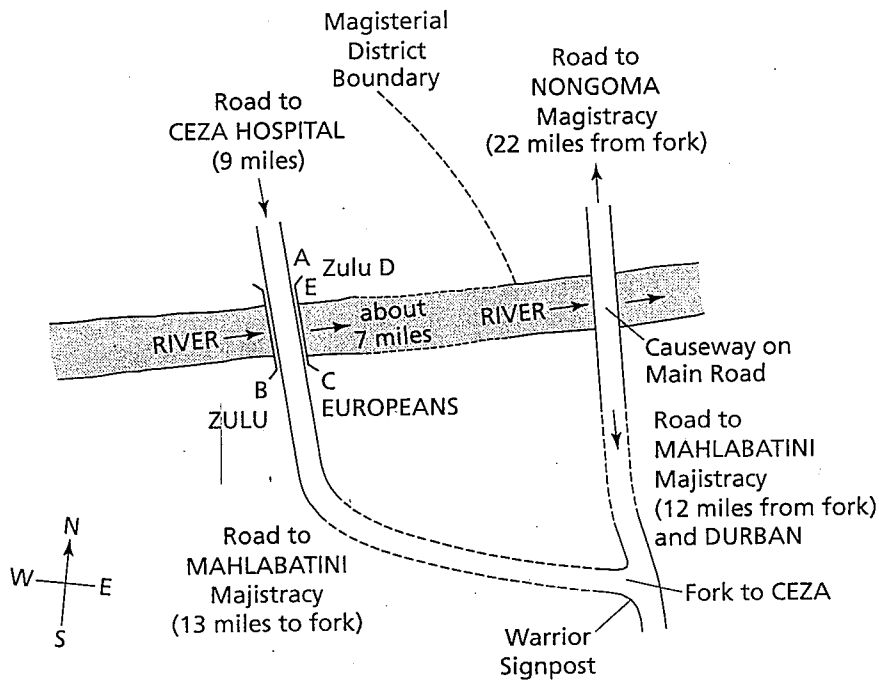 Magisterial
District
Boundary
Road to
NONGOMA
Magistracy
(22 miles from fork)
Road to
CEZA HOSPITAL
(9 miles)
A
Zulu D
E
about
7 miles
RIVER
RIVER
B
C
ZULU
EUROPEANS
Causeway on
Main Road
Road to
MAHLABATINI
Majistracy
(12 miles from fork)
and DURBAN
Road to
MAHLABATINI
Majistracy
(13 miles to fork)
N
W
E
S
Fork to CEZA
Warrior
Signpost